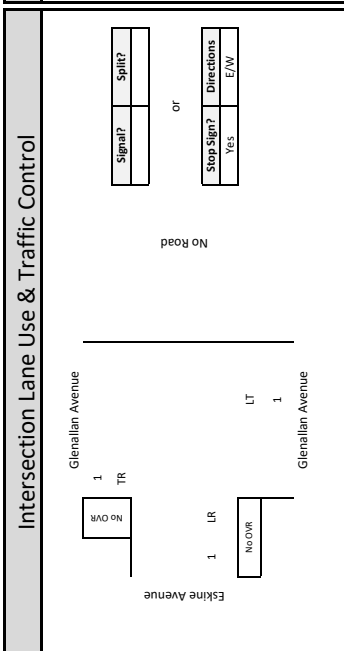 Intersection Lane Use & Traffic Control
Glenallan Avenue
No OVR
1
TR
Eskine Avenue
1
LR
No OVR
LT
1
Glenallan Avenue
No Road
Signal?
Split?
or
Stop Sign?
Directions
Yes
E/W